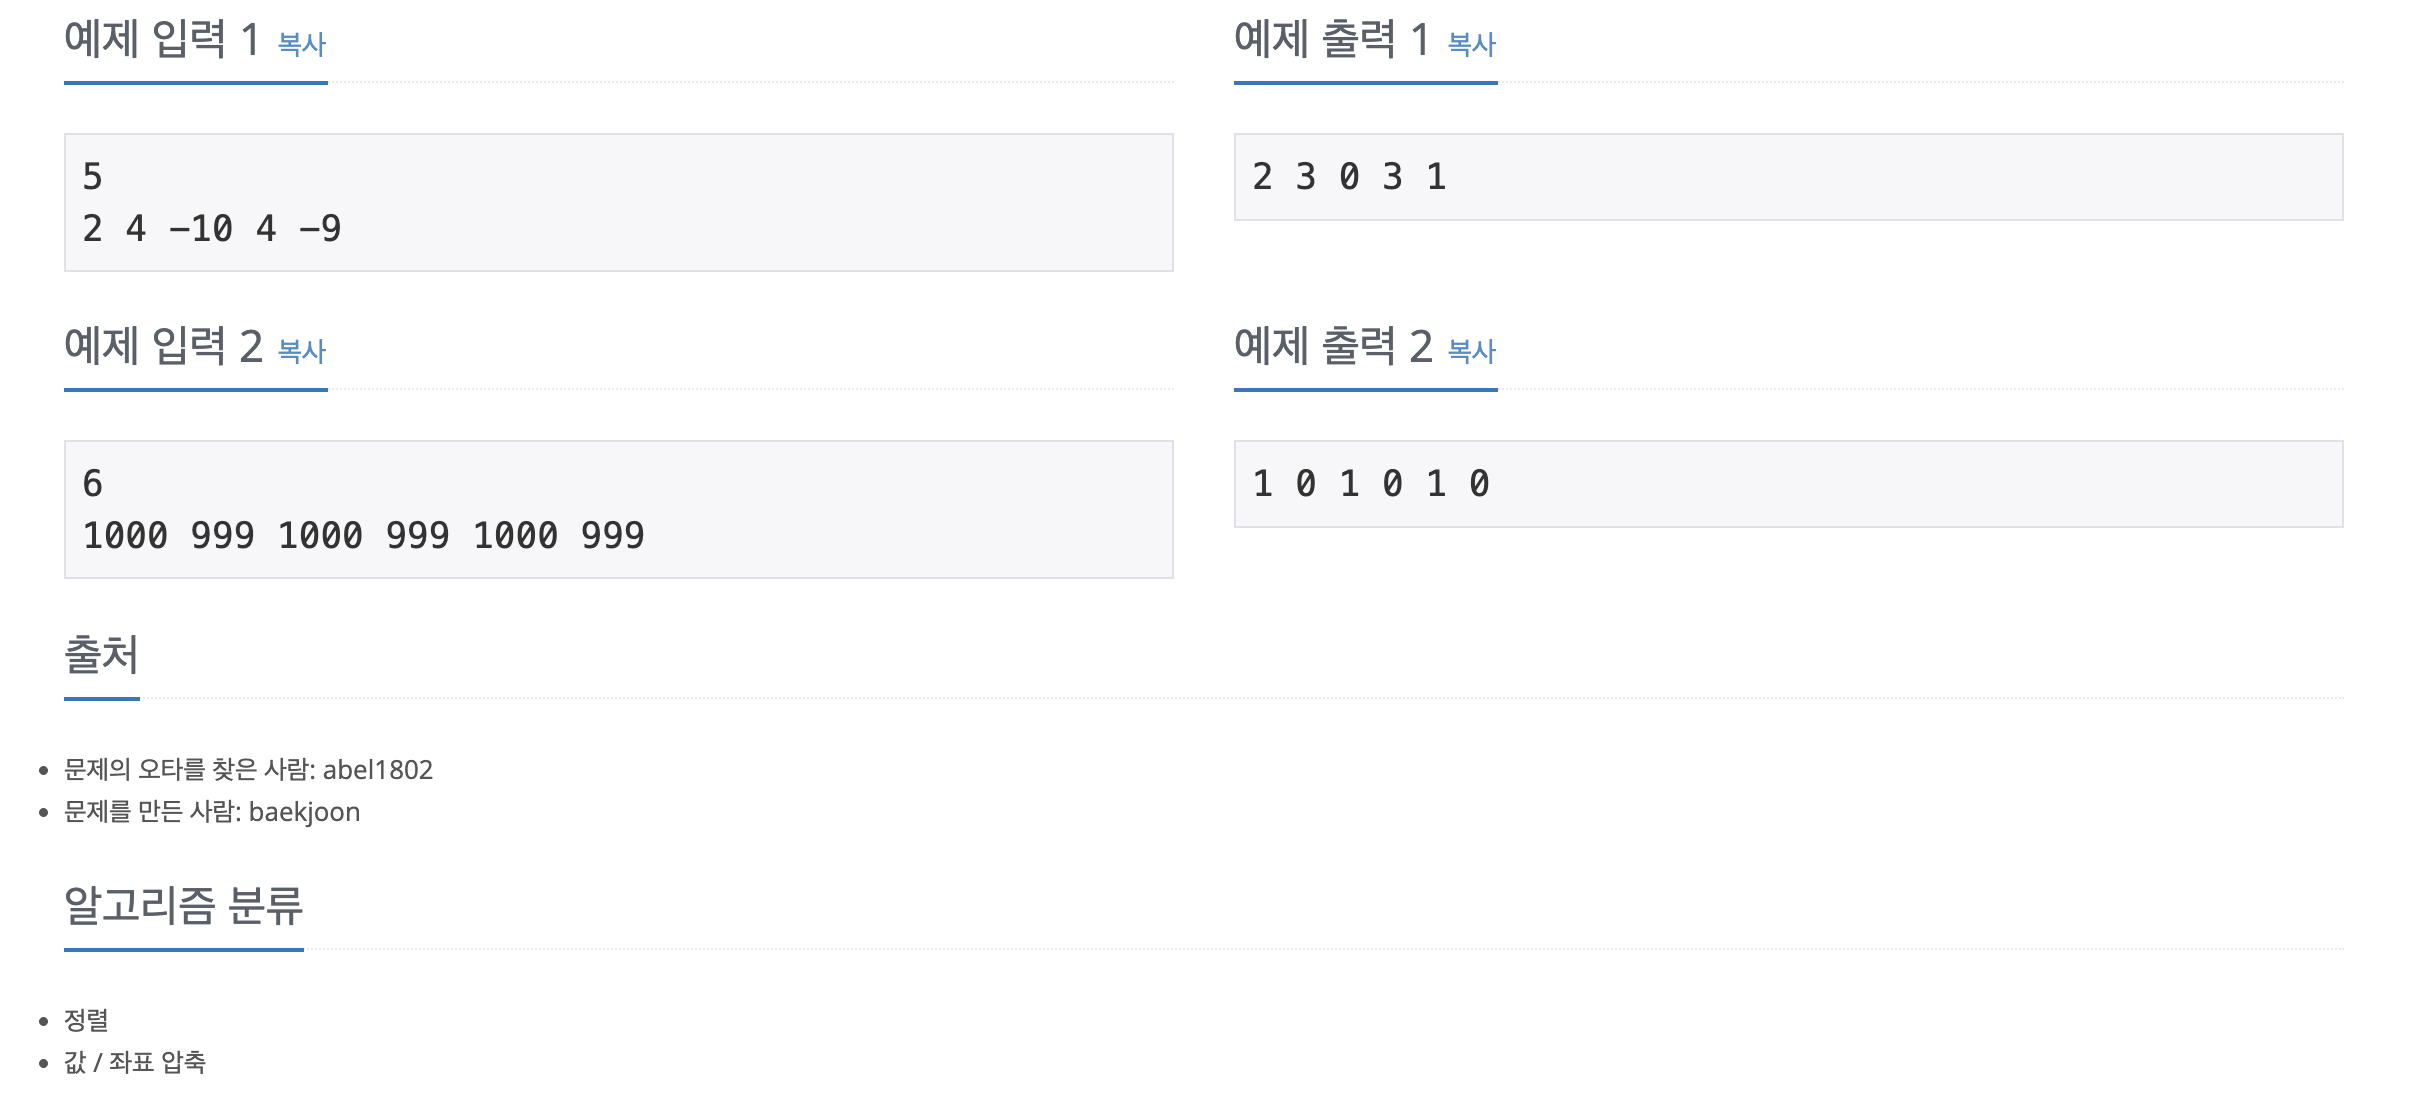 예제 입력 1 복사
5
2 4 -10 4 -9
예제 출력 1 복사
2 3 0 3 1
예제 입력 2 복사
6
1000 999 1000 999 1000 999
예제 출력 2 복사
1 0 1 0 1 0
출처
• 문제의 오타를 찾은 사람: abel1802
• 문제를 만든 사람: baekjoon
알고리즘 분류
• 정렬
• 값 / 좌표 압축